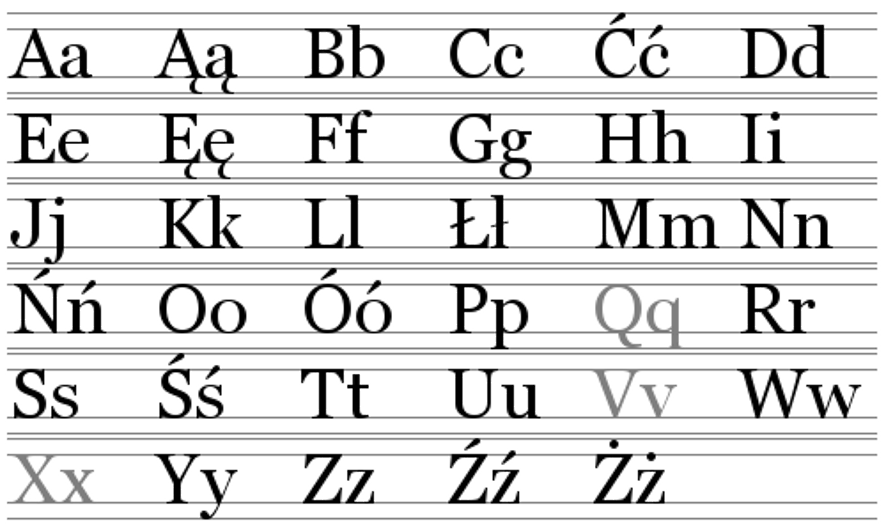 Aa Ąą Bb Cc Ćć Dd
Ee Ęę Ff Gg Hh Ii
Jj Kk Ll Łł Mm Nn
Ńń Oo Óó Pp Qq Rr
Ss Śś Tt Uu Vv Ww
Xx Yy Zz Źź Żż